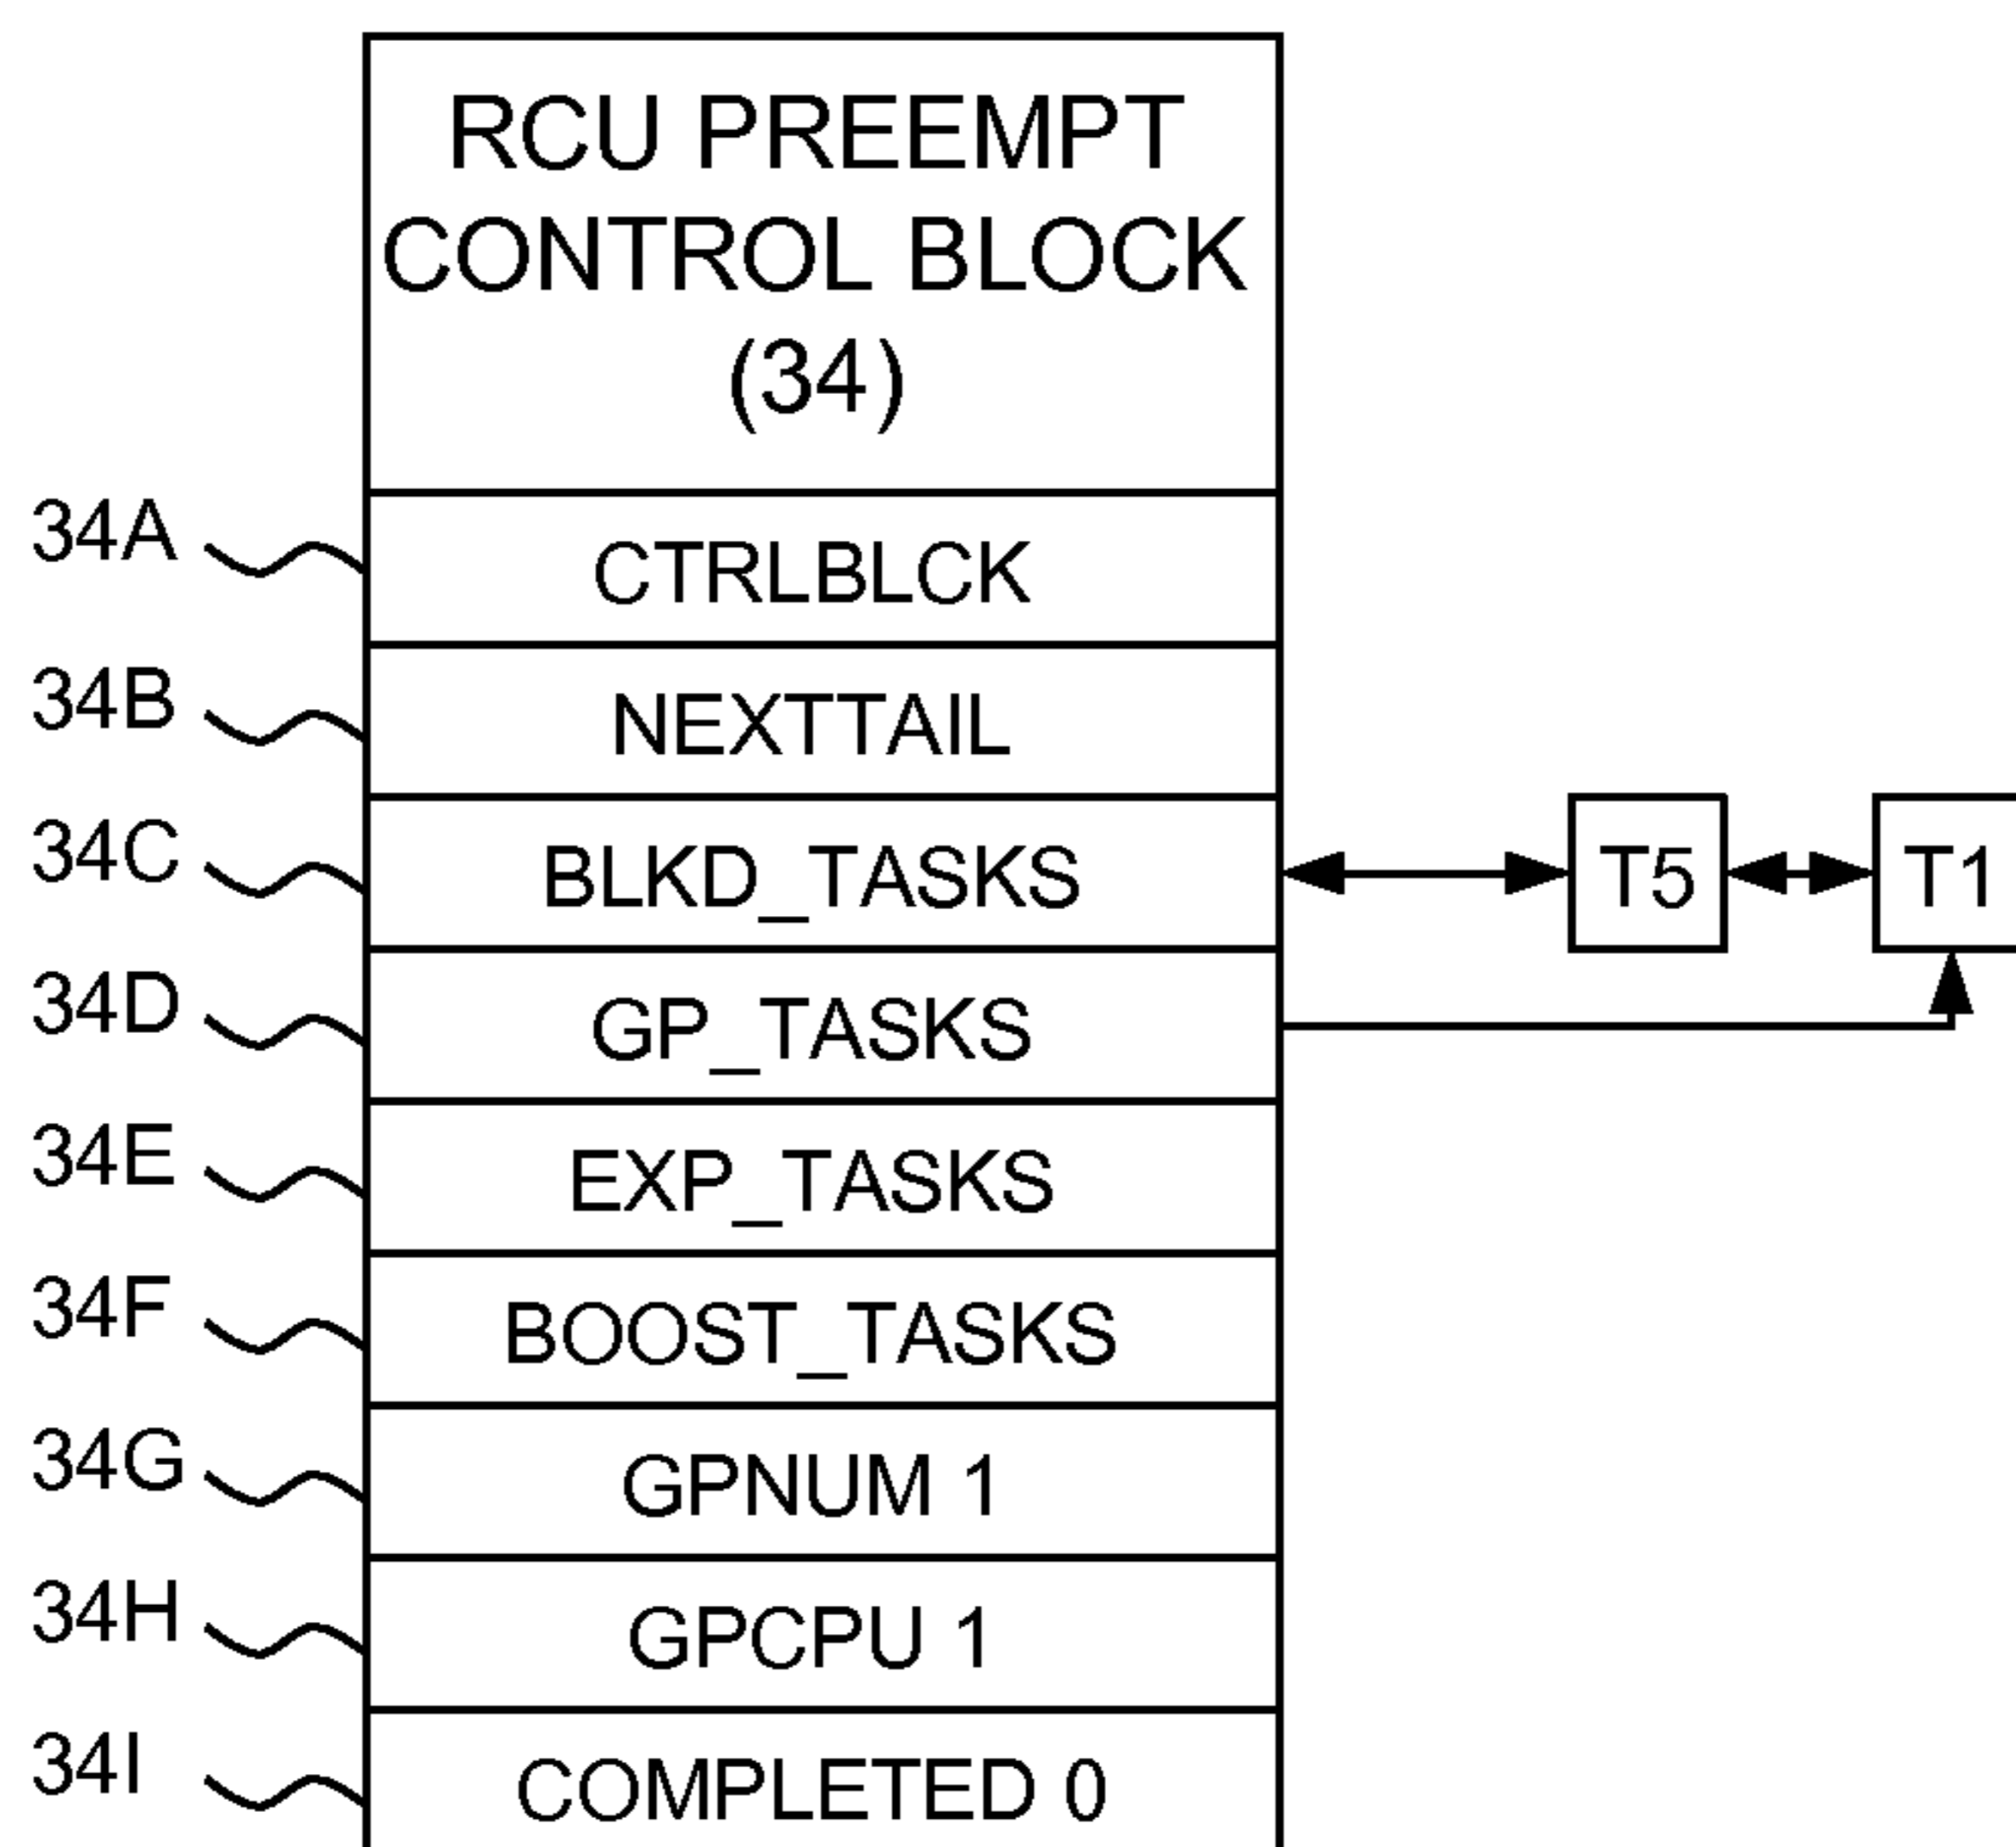 RCU PREEMPT
CONTROL BLOCK
(34)
34A CTRLBLCK
34B NEXTTAIL
34C BLKD_TASKS T5 T1
34D GP_TASKS
34E EXP_TASKS
34F BOOST_TASKS
34G GPNUM 1
34H GPCPU 1
34I COMPLETED 0